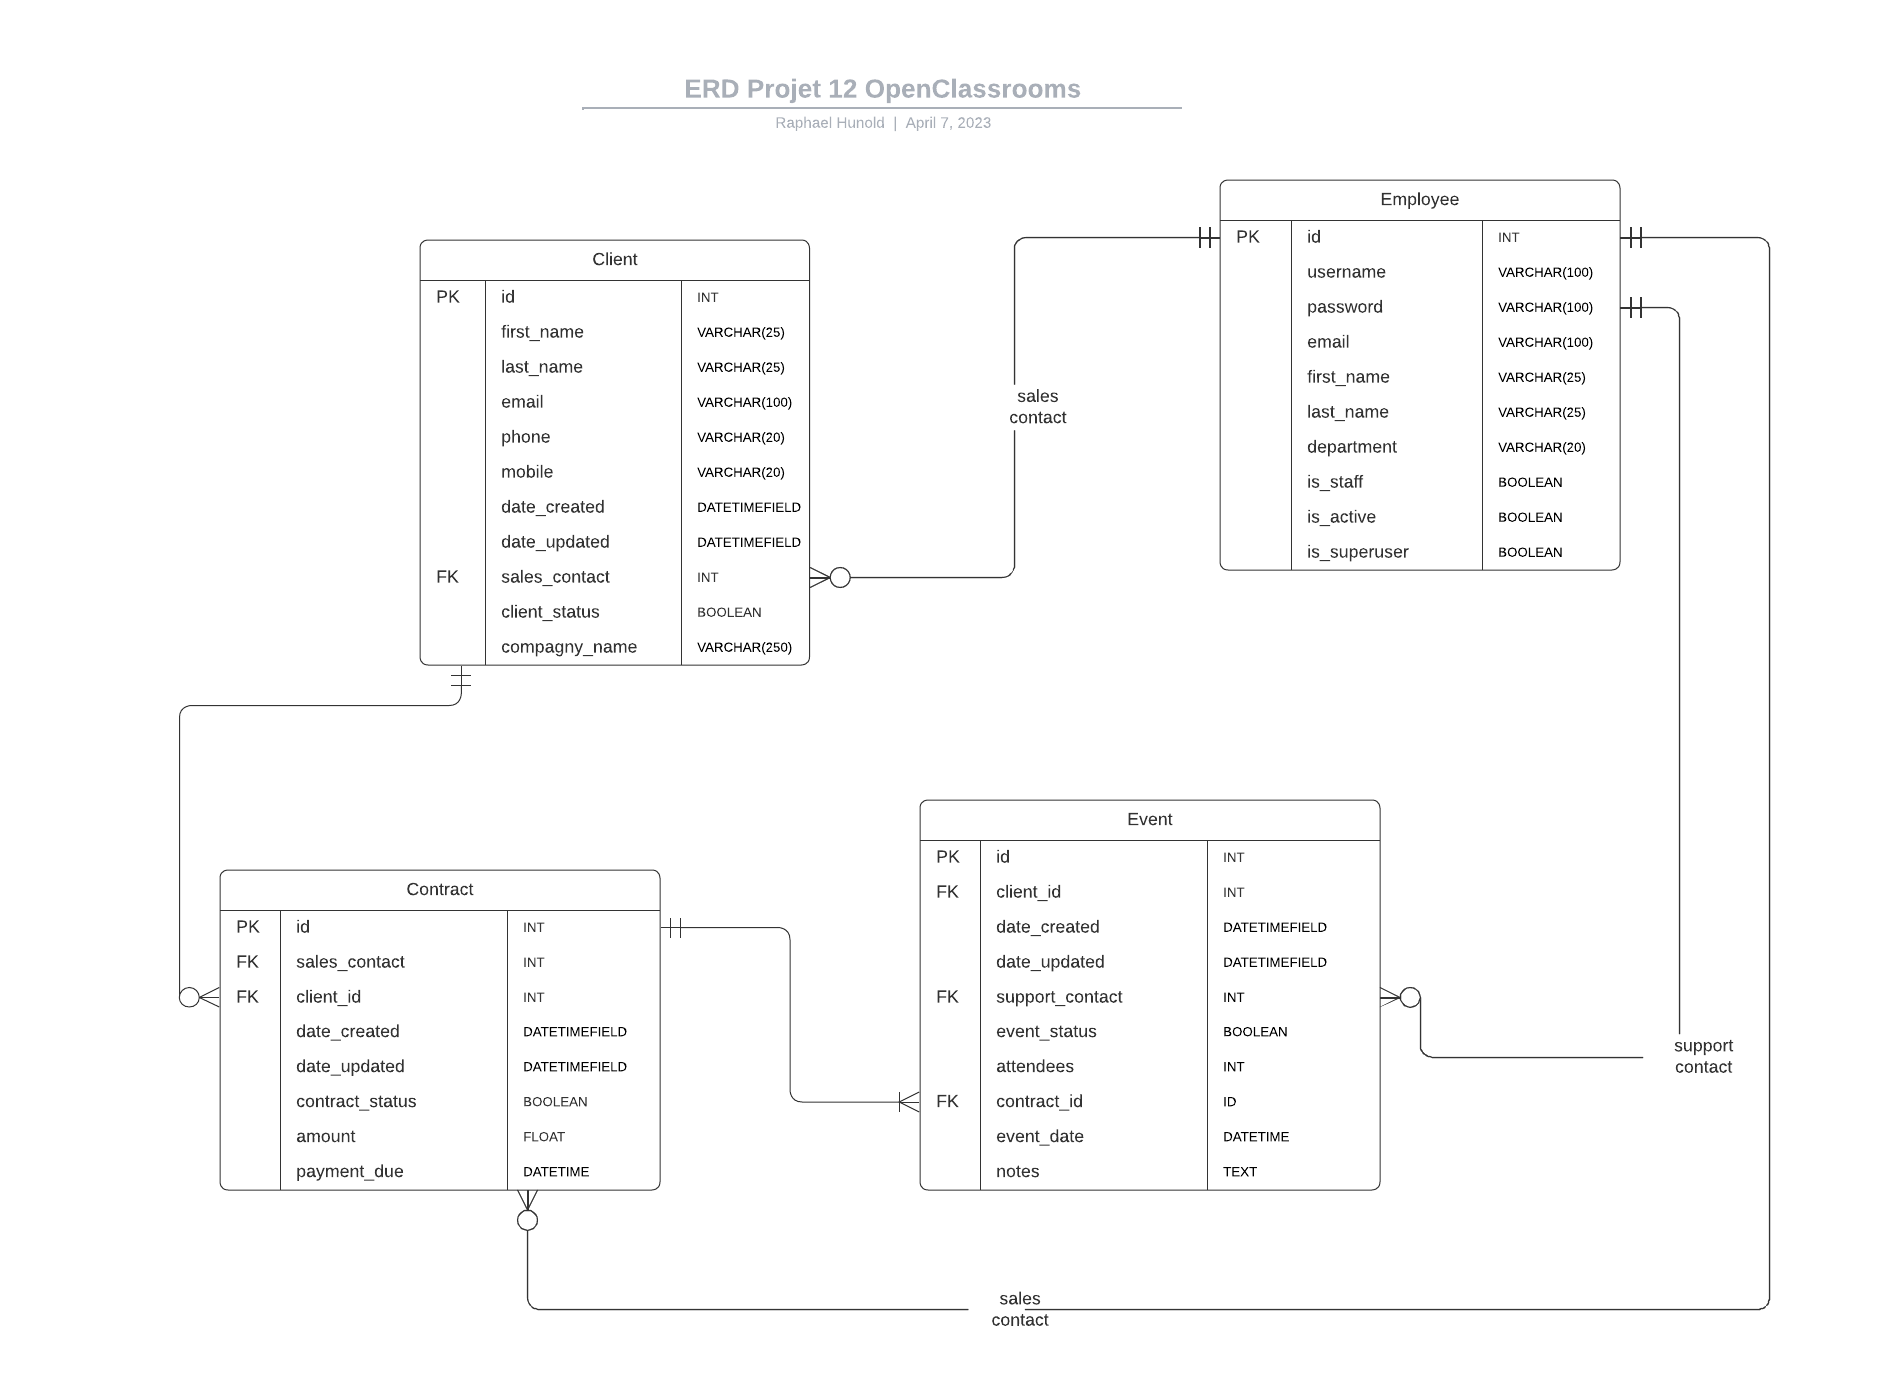 ERD Projet 12 OpenClassrooms
Raphael Hunold | April 7, 2023
Client
PK id INT
first_name VARCHAR(25)
last_name VARCHAR(25)
email VARCHAR(100)
phone VARCHAR(20)
mobile VARCHAR(20)
date_created DATETIMEFIELD
date_updated DATETIMEFIELD
FK sales_contact INT
client_status BOOLEAN
compagny_name VARCHAR(250)
sales
contact
Employee
PK id INT
username VARCHAR(100)
password VARCHAR(100)
email VARCHAR(100)
first_name VARCHAR(25)
last_name VARCHAR(25)
department VARCHAR(20)
is_staff BOOLEAN
is_active BOOLEAN
is_superuser BOOLEAN
Contract
PK id INT
FK sales_contact INT
FK client_id INT
date_created DATETIMEFIELD
date_updated DATETIMEFIELD
contract_status BOOLEAN
amount FLOAT
payment_due DATETIME
Event
PK id INT
FK client_id INT
date_created DATETIMEFIELD
date_updated DATETIMEFIELD
FK support_contact INT
event_status BOOLEAN
attendees INT
FK contract_id ID
event_date DATETIME
notes TEXT
support
contact
sales
contact